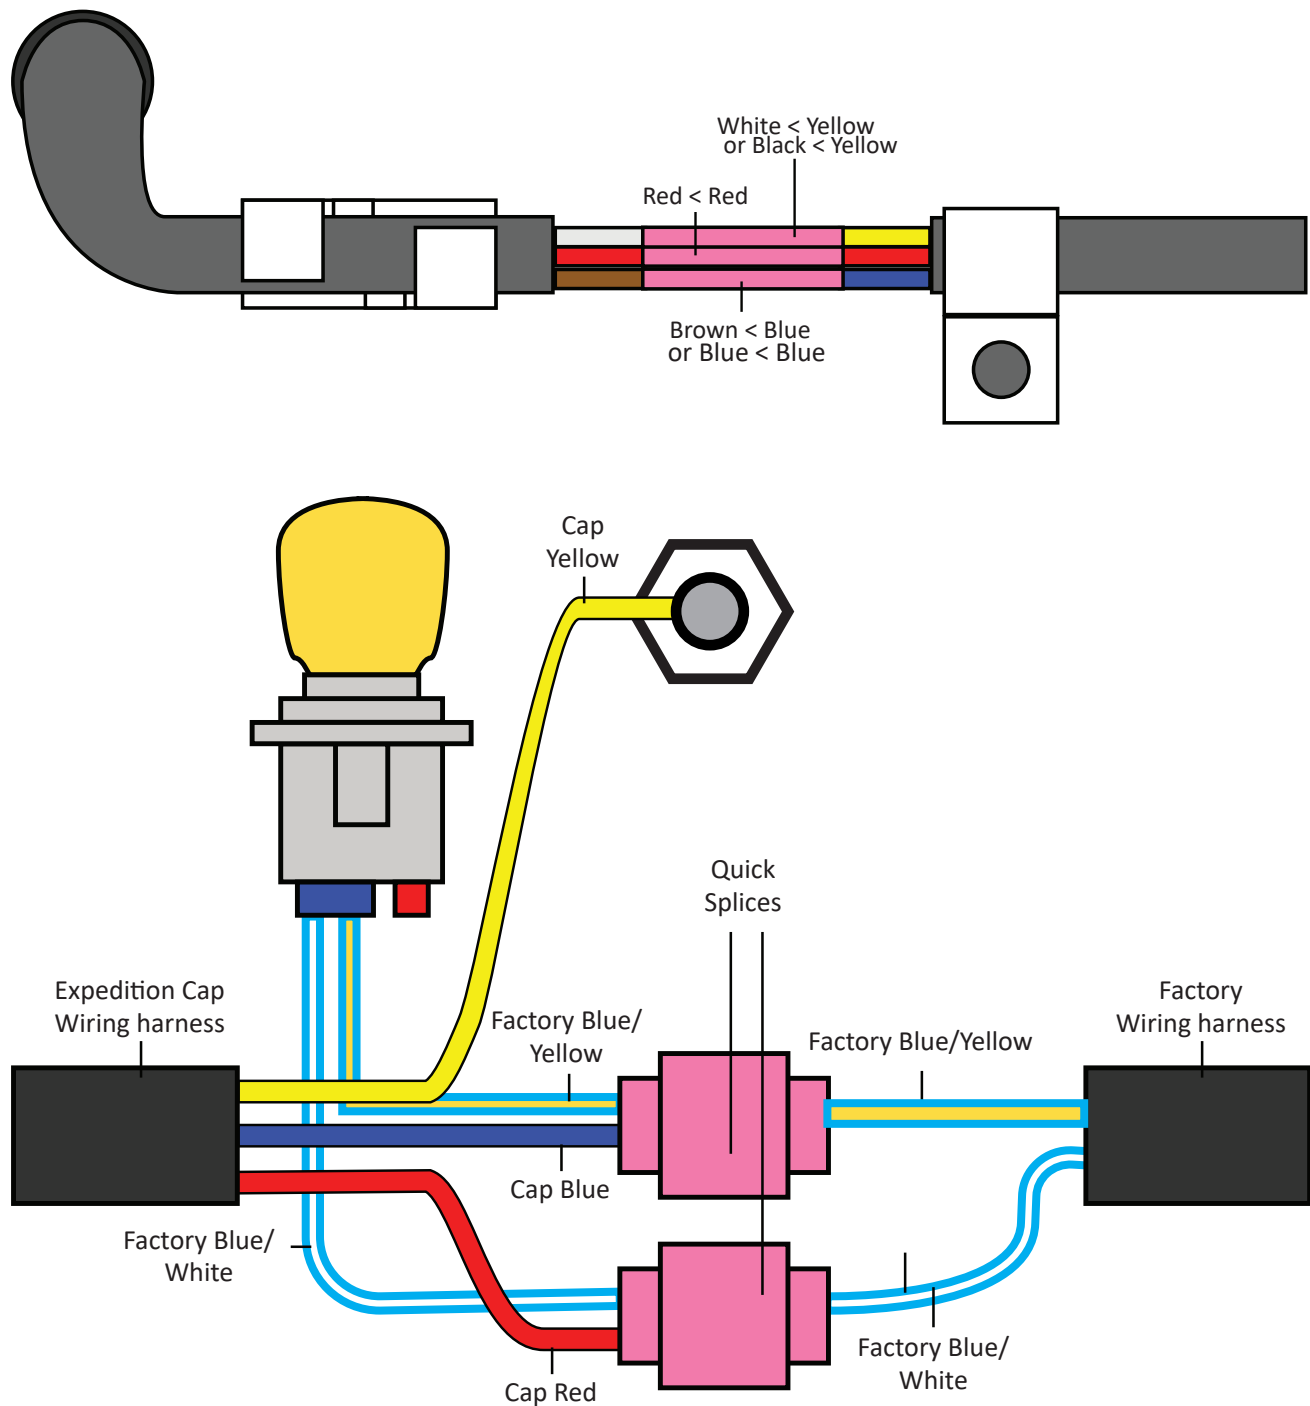 White < Yellow
or Black < Yellow
Red < Red
Brown < Blue
or Blue < Blue
Cap
Yellow
Quick
Splices
Expedition Cap
Wiring harness
Factory Blue/
Yellow
Factory Blue/Yellow
Factory
Wiring harness
Cap Blue
Factory Blue/
White
Factory Blue/
White
Cap Red